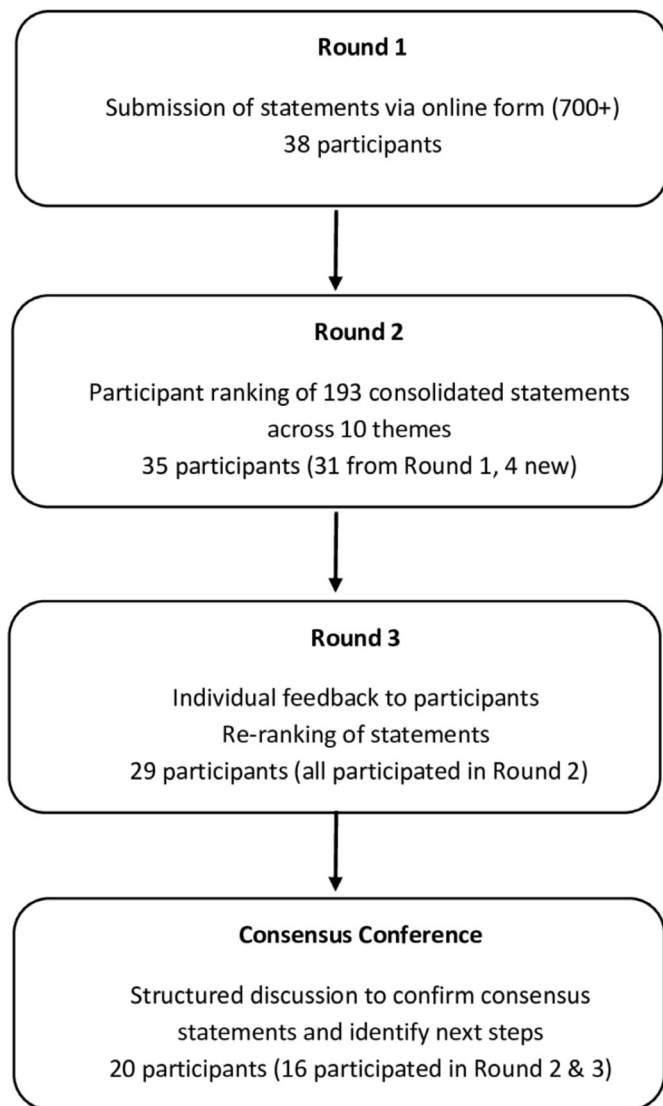 Round 1
Submission of statements via online form (700+)
38 participants
Round 2
Participant ranking of 193 consolidated statements
across 10 themes
35 participants (31 from Round 1, 4 new)
Round 3
Individual feedback to participants
Re-ranking of statements
29 participants (all participated in Round 2)
Consensus Conference
Structured discussion to confirm consensus
statements and identify next steps
20 participants (16 participated in Round 2 & 3)